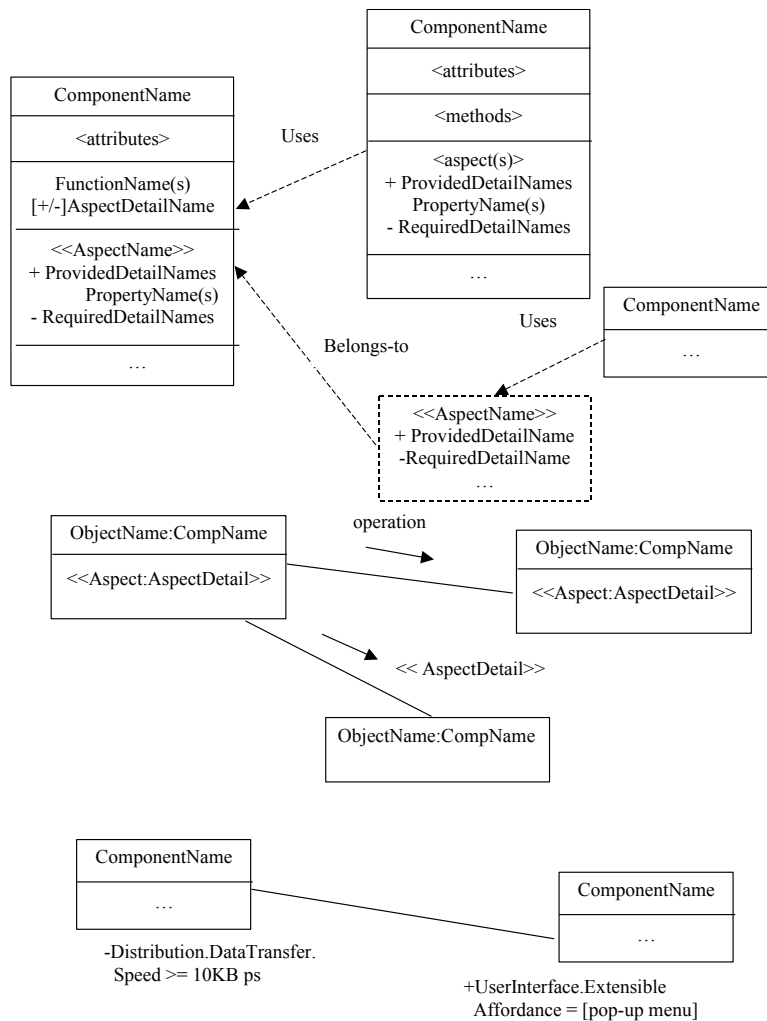 ComponentName
<attributes>
<methods>
<aspect(s)>
+ ProvidedDetailNames
PropertyName(s)
- RequiredDetailNames
…
ComponentName
<attributes>
FunctionName(s)
[+/-]AspectDetailName
<<AspectName>>
+ ProvidedDetailNames
PropertyName(s)
- RequiredDetailNames
…
Uses
Belongs-to
Uses
ComponentName
…
<<AspectName>>
+ ProvidedDetailName
-RequiredDetailName
…
ObjectName:CompName
<<Aspect:AspectDetail>>
operation
ObjectName:CompName
<<Aspect:AspectDetail>>
<< AspectDetail>>
ObjectName:CompName
ComponentName
…
-Distribution.DataTransfer.
Speed >= 10KB ps
ComponentName
…
+UserInterface.Extensible
Affordance = [pop-up menu]